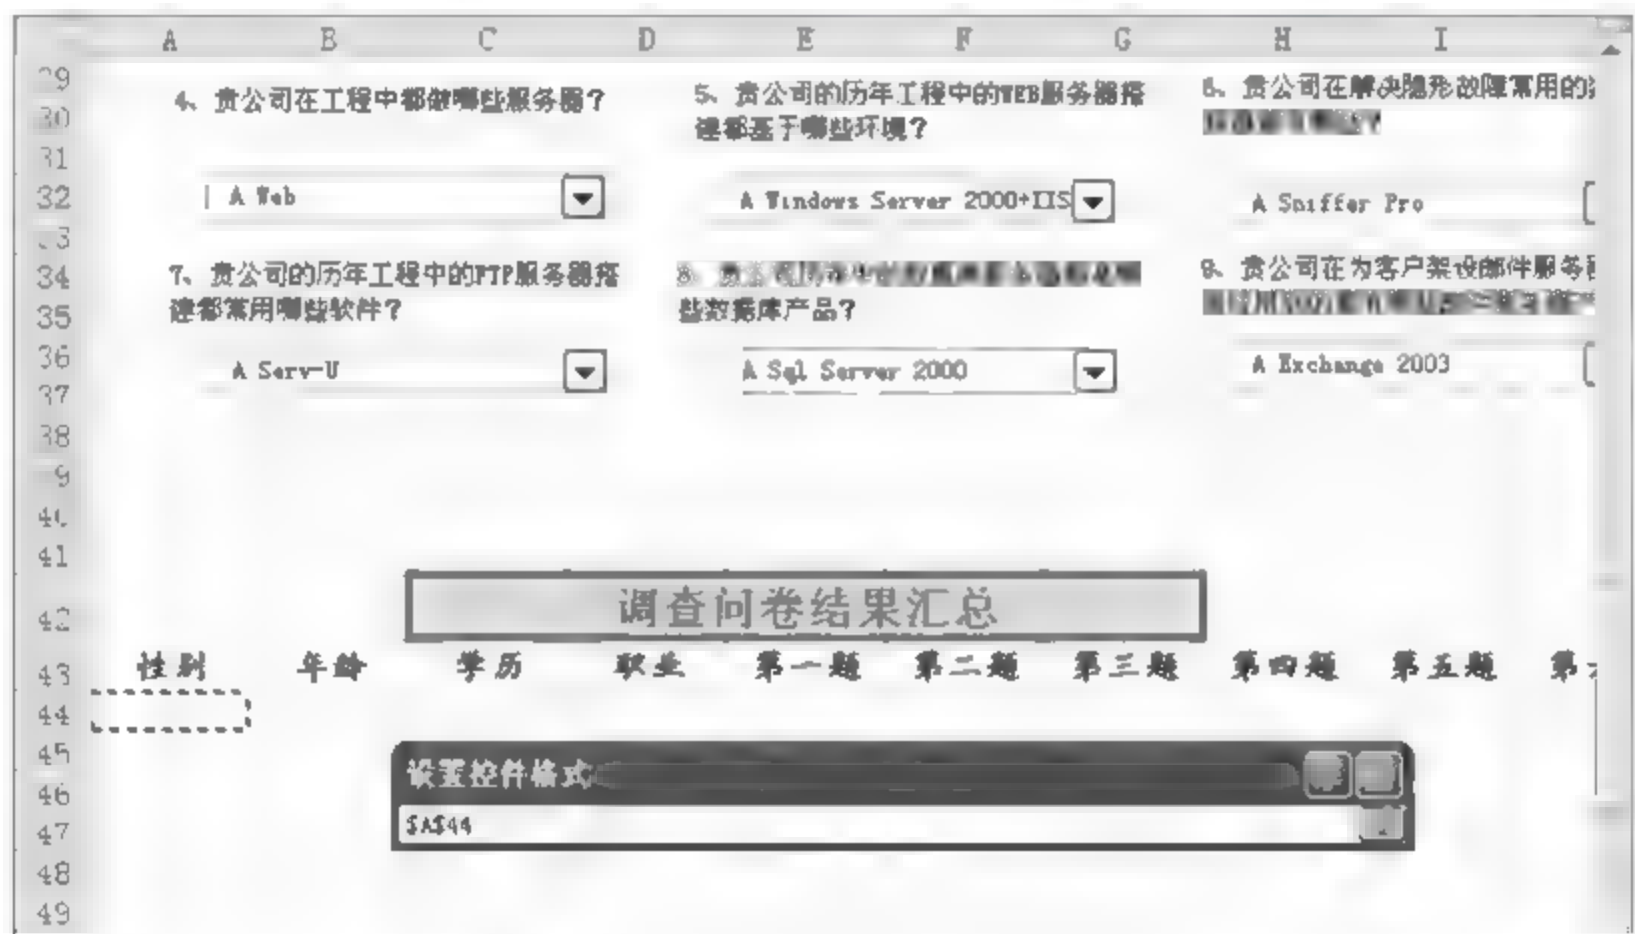 A B C D E F G H I
29
30
31
32
34
35
36
37
38
41
43
44
45
46
47
48
49
4、贵公司在工程中都做哪些服务器?
5、贵公司的历年工程中的WEB服务器搭
建都基于哪些环境?
6、贵公司在解决隐形故障常用的
A Web
A Windows Server 2000+IIS
A Sniffer Pro
7、贵公司的历年工程中的FTP服务器搭
建都常用哪些软件?
8、
些数据库产品?
9、贵公司在为客户架设邮件服务器
A Serv-U
A Sql Server 2000
A Exchange 2003
调查问卷结果汇总
性别 年龄 学历 职业 第一题 第二题 第三题 第四题 第五题 第
设置控件格式
$A$44